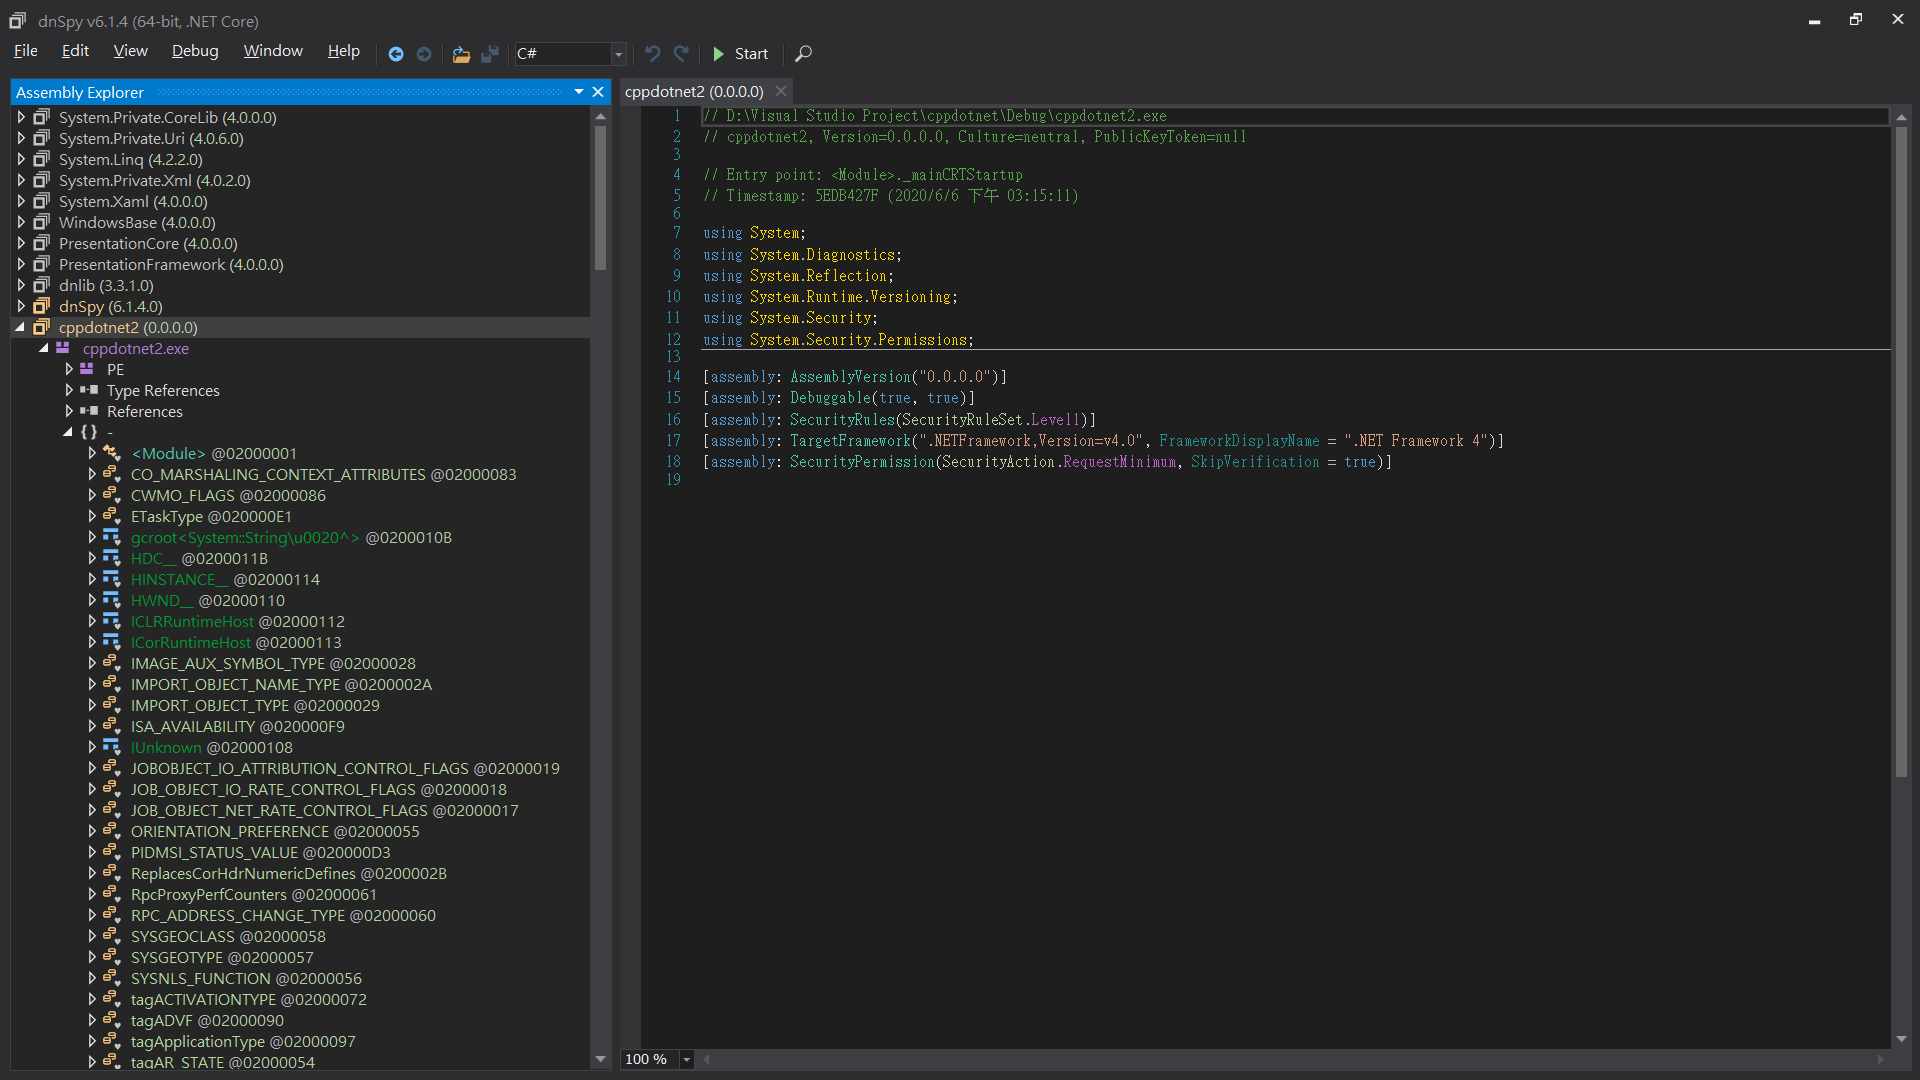 dnSpy v6.1.4 (64-bit, .NET Core)
File Edit View Debug Window Help C# Start
Assembly Explorer
System.Private.CoreLib (4.0.0.0)
System.Private.Uri (4.0.6.0)
System.Linq (4.2.2.0)
System.Private.Xml (4.0.2.0)
System.Xaml (4.0.0.0)
WindowsBase (4.0.0.0)
PresentationCore (4.0.0.0)
PresentationFramework (4.0.0.0)
dnlib (3.3.1.0)
dnSpy (6.1.4.0)
cppdotnet2 (0.0.0.0)
cppdotnet2.exe
PE
Type References
References
{ } -
<Module> @02000001
CO_MARSHALING_CONTEXT_ATTRIBUTES @02000083
CWMO_FLAGS @02000086
ETaskType @020000E1
gcroot<System::String\u0020^> @0200010B
HDC__ @0200011B
HINSTANCE__ @02000114
HWND__ @02000110
ICLRRuntimeHost @02000112
ICorRuntimeHost @02000113
IMAGE_AUX_SYMBOL_TYPE @02000028
IMPORT_OBJECT_NAME_TYPE @0200002A
IMPORT_OBJECT_TYPE @02000029
ISA_AVAILABILITY @020000F9
IUnknown @02000108
JOBOBJECT_IO_ATTRIBUTION_CONTROL_FLAGS @02000019
JOB_OBJECT_IO_RATE_CONTROL_FLAGS @02000018
JOB_OBJECT_NET_RATE_CONTROL_FLAGS @02000017
ORIENTATION_PREFERENCE @02000055
PIDMSI_STATUS_VALUE @020000D3
ReplacesCorHdrNumericDefines @0200002B
RpcProxyPerfCounters @02000061
RPC_ADDRESS_CHANGE_TYPE @02000060
SYSGEOCLASS @02000058
SYSGEOTYPE @02000057
SYSNLS_FUNCTION @02000056
tagACTIVATIONTYPE @02000072
tagADVF @02000090
tagApplicationType @02000097
tagAR_STATE @02000054
cppdotnet2 (0.0.0.0)
1 // D:\Visual Studio Project\cppdotnet\Debug\cppdotnet2.exe
2 // cppdotnet2, Version=0.0.0.0, Culture=neutral, PublicKeyToken=null
3
4 // Entry point: <Module>._mainCRTStartup
5 // Timestamp: 5EDB427F (2020/6/6 下午 03:15:11)
6
7 using System;
8 using System.Diagnostics;
9 using System.Reflection;
10 using System.Runtime.Versioning;
11 using System.Security;
12 using System.Security.Permissions;
13
14 [assembly: AssemblyVersion("0.0.0.0")]
15 [assembly: Debuggable(true, true)]
16 [assembly: SecurityRules(SecurityRuleSet.Level1)]
17 [assembly: TargetFramework(".NETFramework,Version=v4.0", FrameworkDisplayName = ".NET Framework 4")]
18 [assembly: SecurityPermission(SecurityAction.RequestMinimum, SkipVerification = true)]
19
100 %